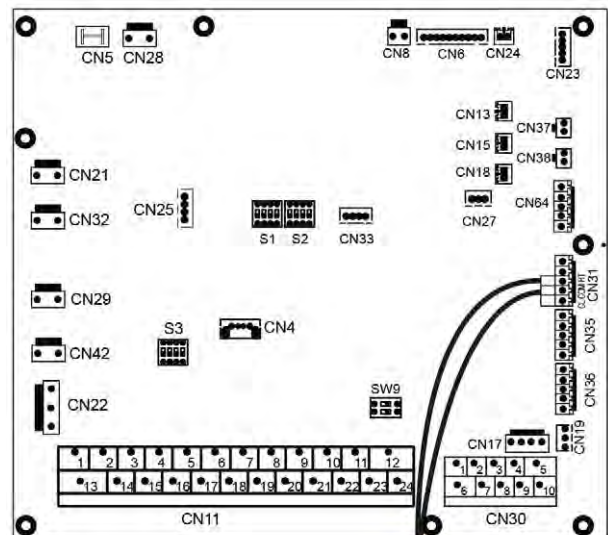 CN5 CN28 CN8 CN6 CN24 CN23
CN13 CN37
CN15 CN38
CN18
CN21
CN32 CN25 S1 S2 CN33 CN27 CN64
CN31
CL COM HT
CN29
S3 CN4 CN35
CN42
CN36
CN22 SW9
CN17 CN19
1 2 3 4 5 6 7 8 9 10 11 12
13 14 15 16 17 18 19 20 21 22 23 24
CN11
1 2 3 4 5
6 7 8 9 10
CN30